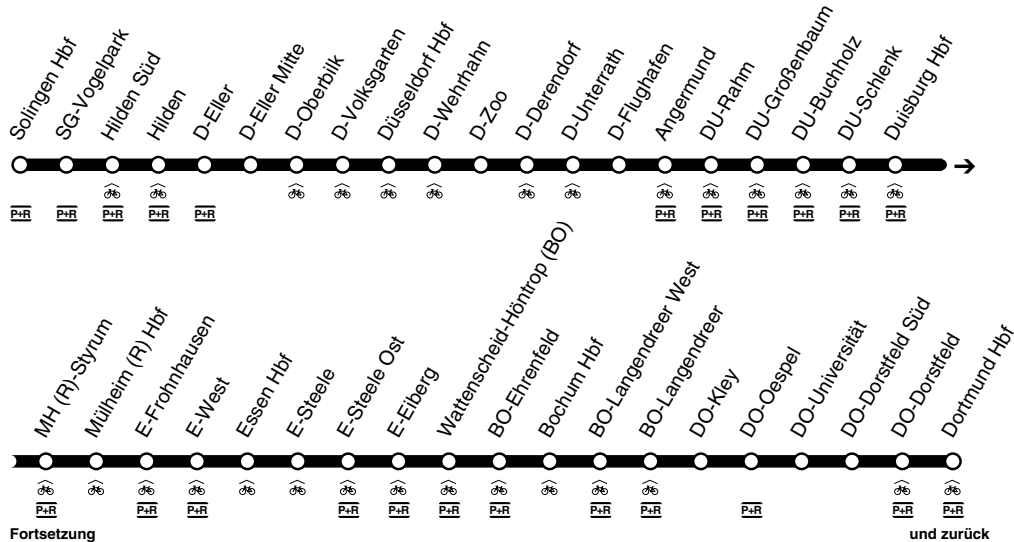 Solingen Hbf
SG-Vogelpark
Hilden Süd
Hilden
D-Eller
D-Eller Mitte
D-Oberbilk
D-Volksgarten
Düsseldorf Hbf
D-Wehrhahn
D-Zoo
D-Derendorf
D-Unterrath
D-Flughafen
Angermund
DU-Rahm
DU-Großenbaum
DU-Buchholz
DU-Schlenk
Duisburg Hbf
P+R P+R P+R P+R P+R P+R P+R P+R P+R P+R P+R
MH (R)-Styrum
Mülheim (R) Hbf
E-Frohnhausen
E-West
Essen Hbf
E-Steele
E-Steele Ost
E-Eiberg
Wattenscheid-Höntrop (BO)
BO-Ehrenfeld
Bochum Hbf
BO-Langendreer West
BO-Langendreer
DO-Kley
DO-Oespel
DO-Universität
DO-Dorstfeld Süd
DO-Dorstfeld
Dortmund Hbf
P+R P+R P+R P+R P+R P+R P+R P+R P+R P+R P+R P+R
Fortsetzung
und zurück